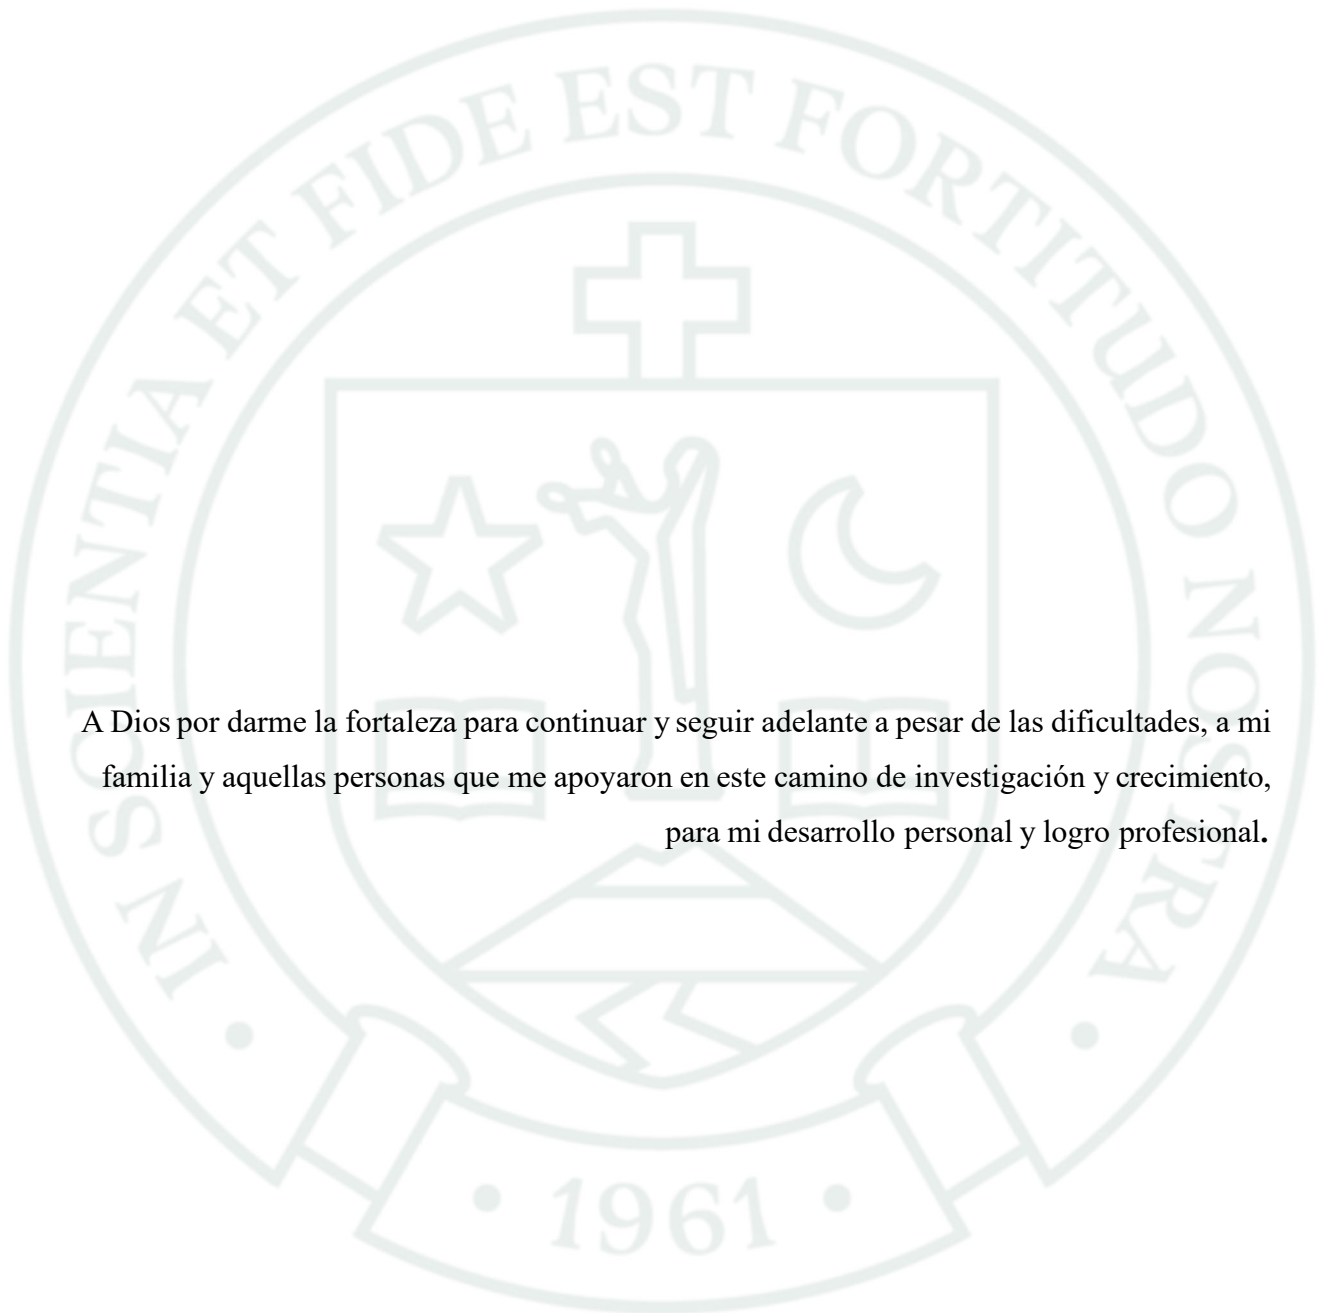 IN SCIENTIA ET FIDE EST FORTITUDO NOSTRA
A Dios por darme la fortaleza para continuar y seguir adelante a pesar de las dificultades, a mi
familia y aquellas personas que me apoyaron en este camino de investigación y crecimiento,
para mi desarrollo personal y logro profesional.
• 1961 •